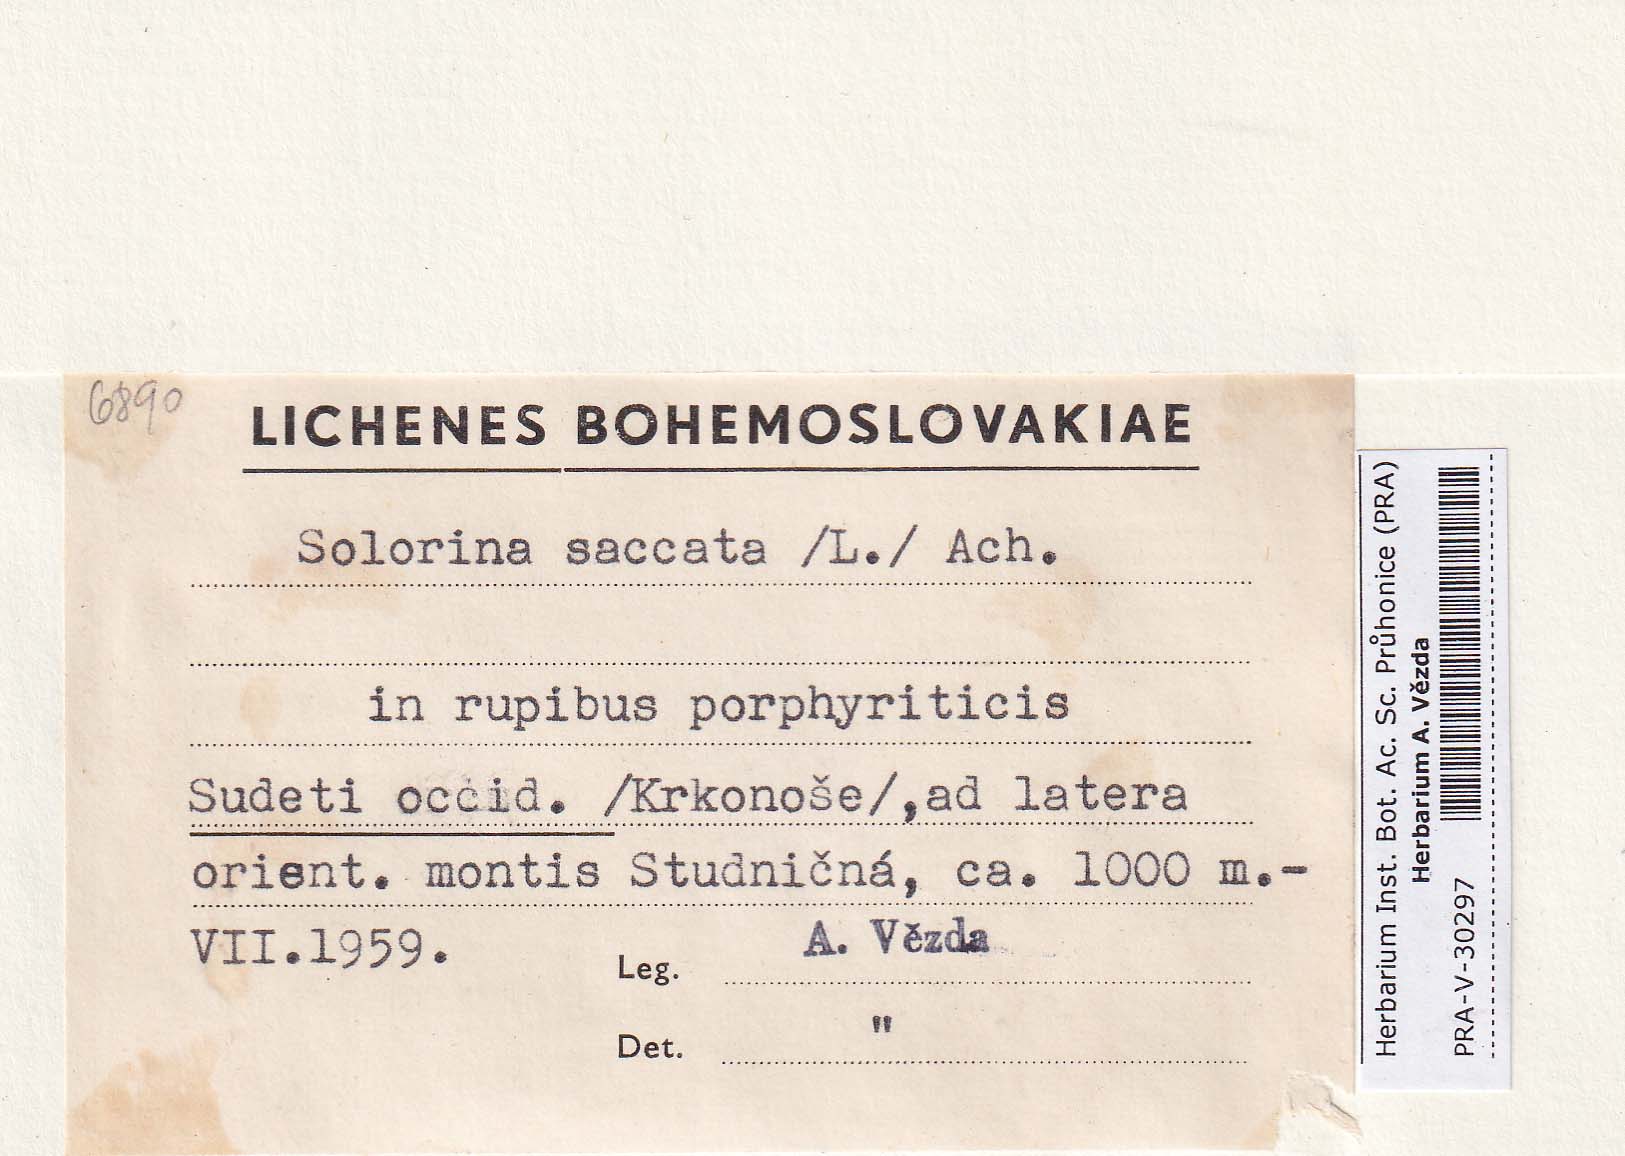 6890
LICHENES BOHEMOSLOVAKIAE
Solorina saccata /L./ Ach.
in rupibus porphyriticis
Sudeti occid. /Krkonoše/,ad latera
orient. montis Studničná, ca. 1000 m.-
VII.1959.
Leg. A. Vězda
Det. "
Herbarium Inst. Bot. Ac. Sc. Průhonice (PRA)
Herbarium A. Vězda
PRA-V-30297